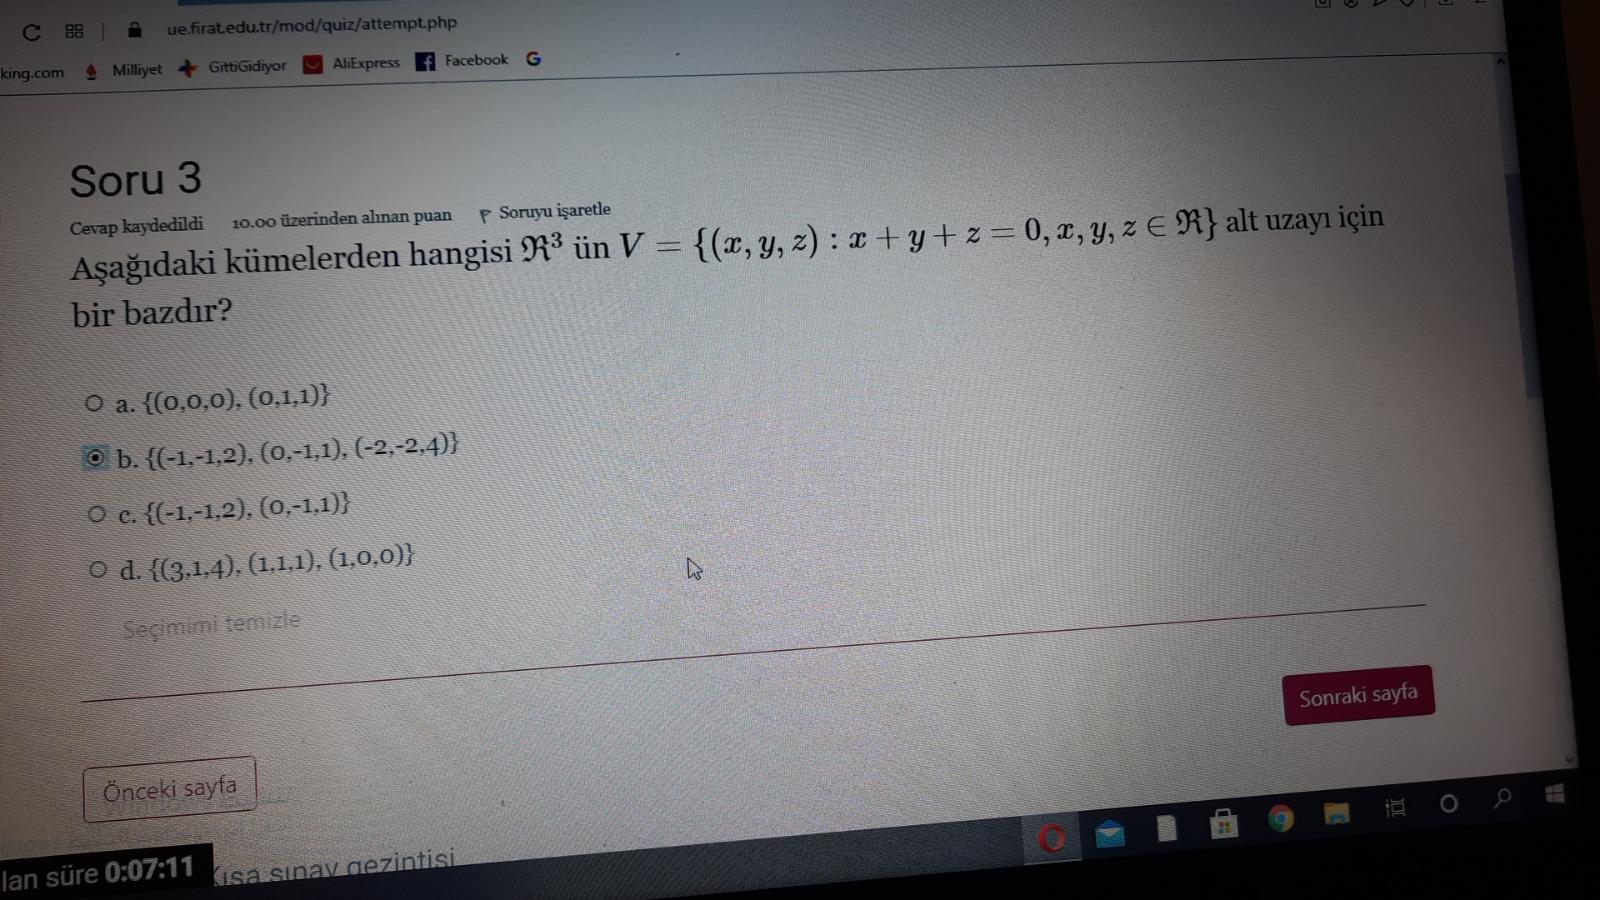 ue.firat.edu.tr/mod/quiz/attempt.php
king.com Milliyet GittiGidiyor AliExpress Facebook
Soru 3
Cevap kaydedildi 10.00 üzerinden alınan puan Soruyu işaretle
Aşağıdaki kümelerden hangisi ℜ³ ün V = {(x, y, z) : x + y + z = 0, x, y, z ∈ ℜ} alt uzayı için
bir bazdır?
a. {(0,0,0), (0,1,1)}
b. {(-1,-1,2), (0,-1,1), (-2,-2,4)}
c. {(-1,-1,2), (0,-1,1)}
d. {(3,1,4), (1,1,1), (1,0,0)}
Seçimimi temizle
Sonraki sayfa
Önceki sayfa
lan süre 0:07:11
Kısa sınav gezintisi